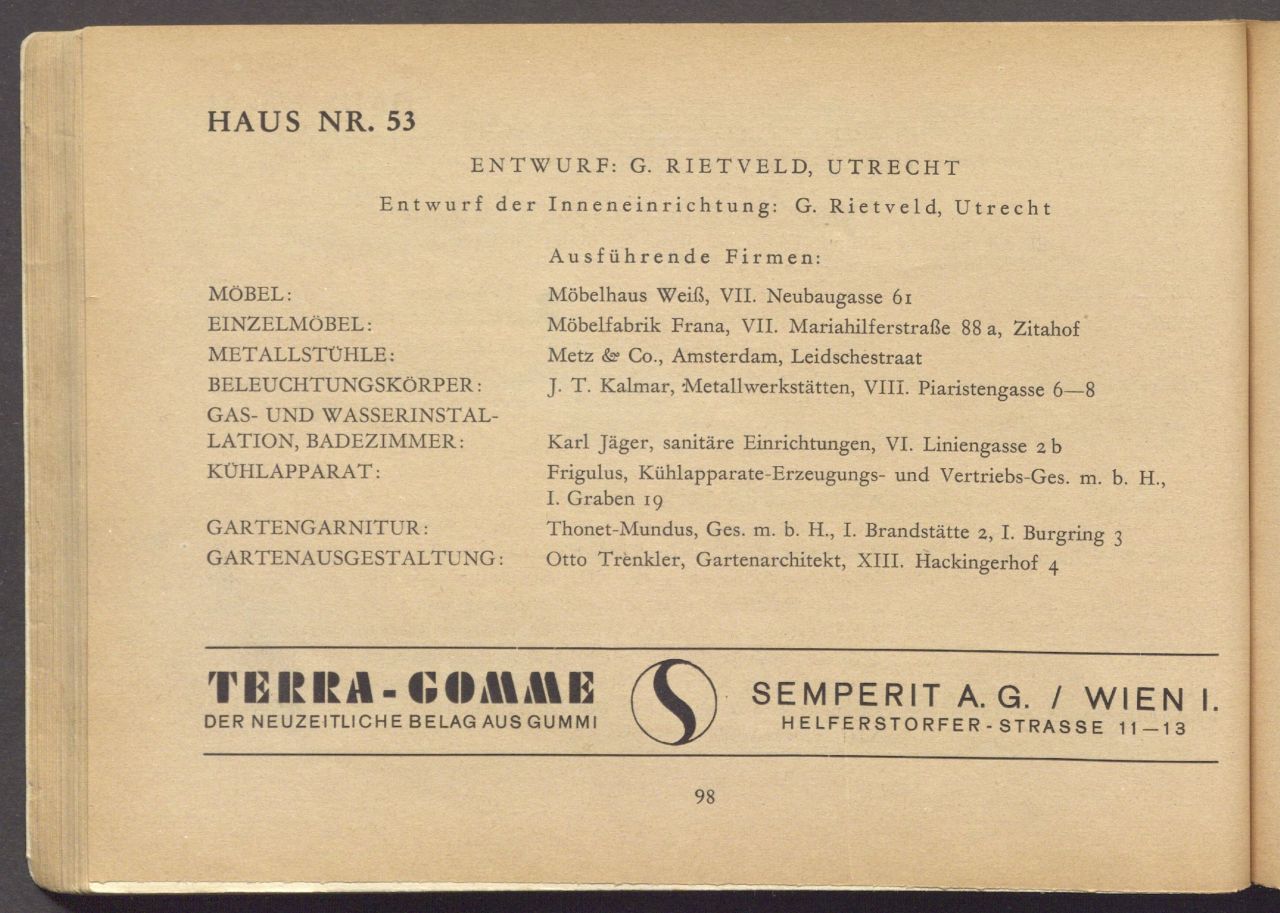 HAUS NR. 53
ENTWURF: G. RIETVELD, UTRECHT
Entwurf der Inneneinrichtung: G. Rietveld, Utrecht
Ausführende Firmen:
MÖBEL: Möbelhaus Weiß, VII. Neubaugasse 61
EINZELMÖBEL: Möbelfabrik Frana, VII. Mariahilferstraße 88 a, Zitahof
METALLSTÜHLE: Metz & Co., Amsterdam, Leidschestraat
BELEUCHTUNGSKÖRPER: J. T. Kalmar, Metallwerkstätten, VIII. Piaristengasse 6—8
GAS- UND WASSERINSTAL-
LATION, BADEZIMMER: Karl Jäger, sanitäre Einrichtungen, VI. Liniengasse 2 b
KÜHLAPPARAT: Frigulus, Kühlapparate-Erzeugungs- und Vertriebs-Ges. m. b. H.,
I. Graben 19
GARTENGARNITUR: Thonet-Mundus, Ges. m. b. H., I. Brandstätte 2, I. Burgring 3
GARTENAUSGESTALTUNG: Otto Trenkler, Gartenarchitekt, XIII. Hackingerhof 4
TERRA-GOMME
DER NEUZEITLICHE BELAG AUS GUMMI
S
SEMPERIT A. G. / WIEN I.
HELFERSTORFER-STRASSE 11—13
98